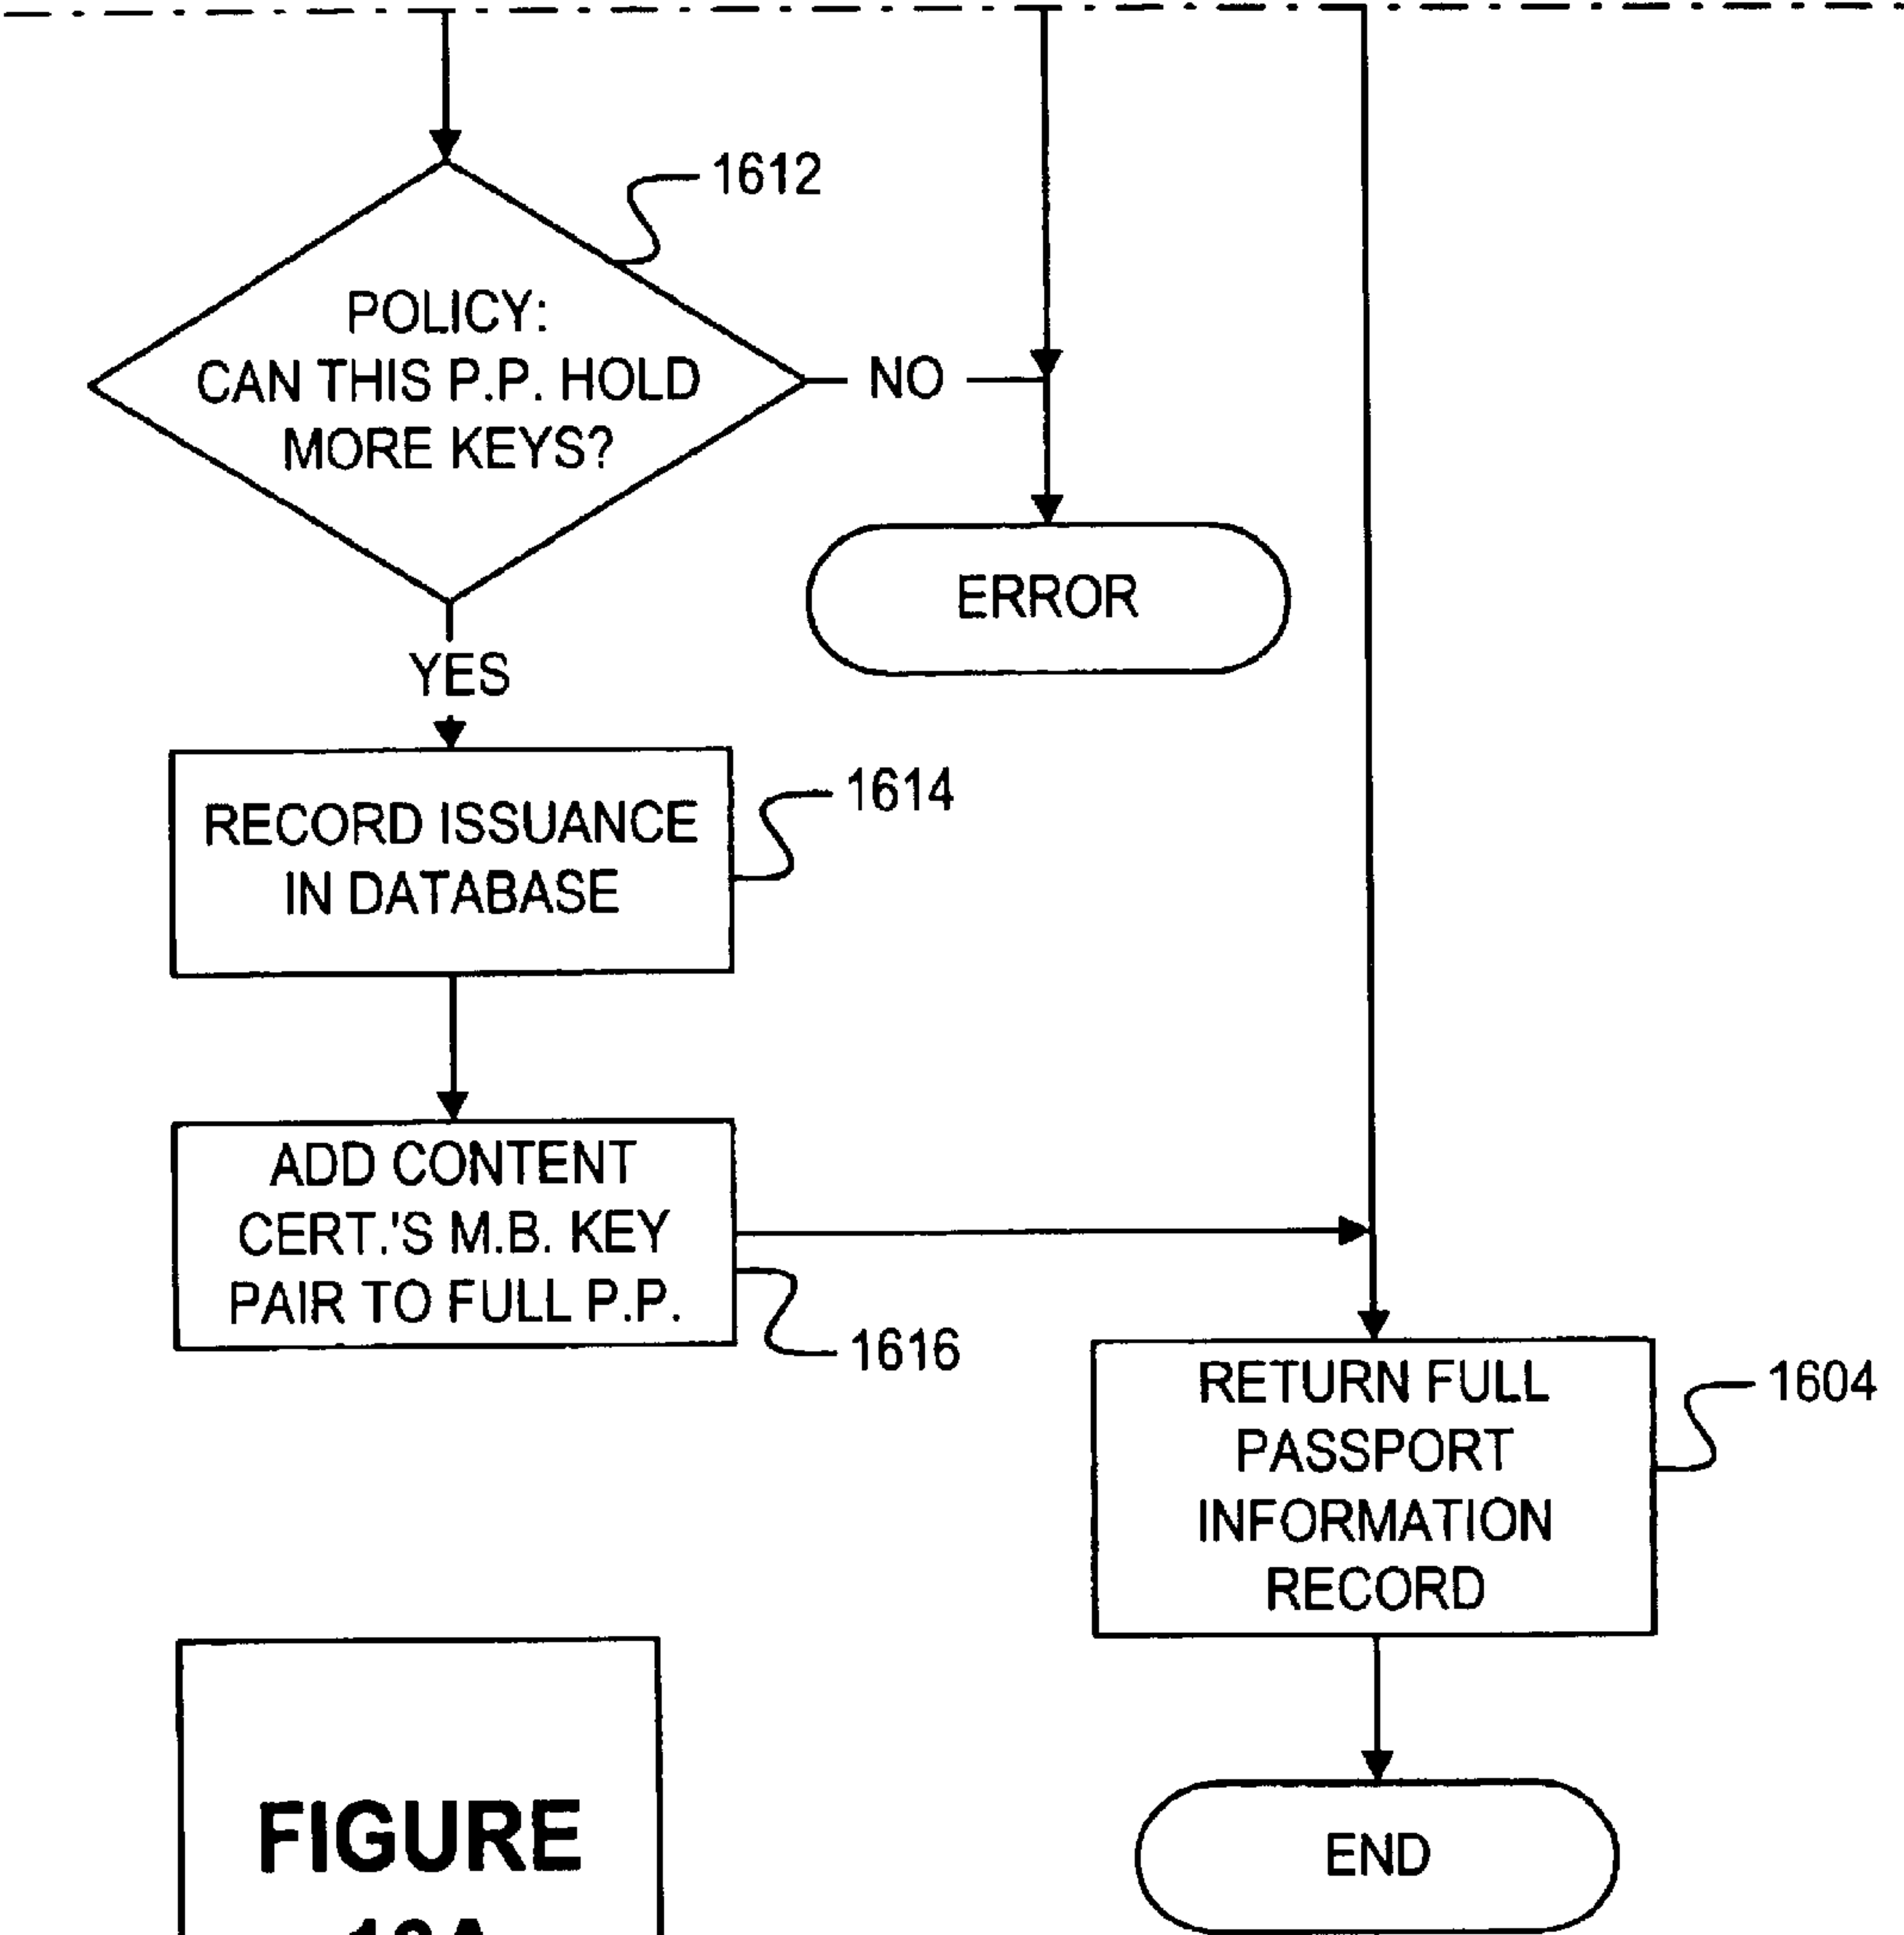 1612
POLICY:
CAN THIS P.P. HOLD
MORE KEYS?
NO
ERROR
YES
RECORD ISSUANCE
IN DATABASE
1614
ADD CONTENT
CERT.'S M.B. KEY
PAIR TO FULL P.P.
1616
RETURN FULL
PASSPORT
INFORMATION
RECORD
1604
END
FIGURE